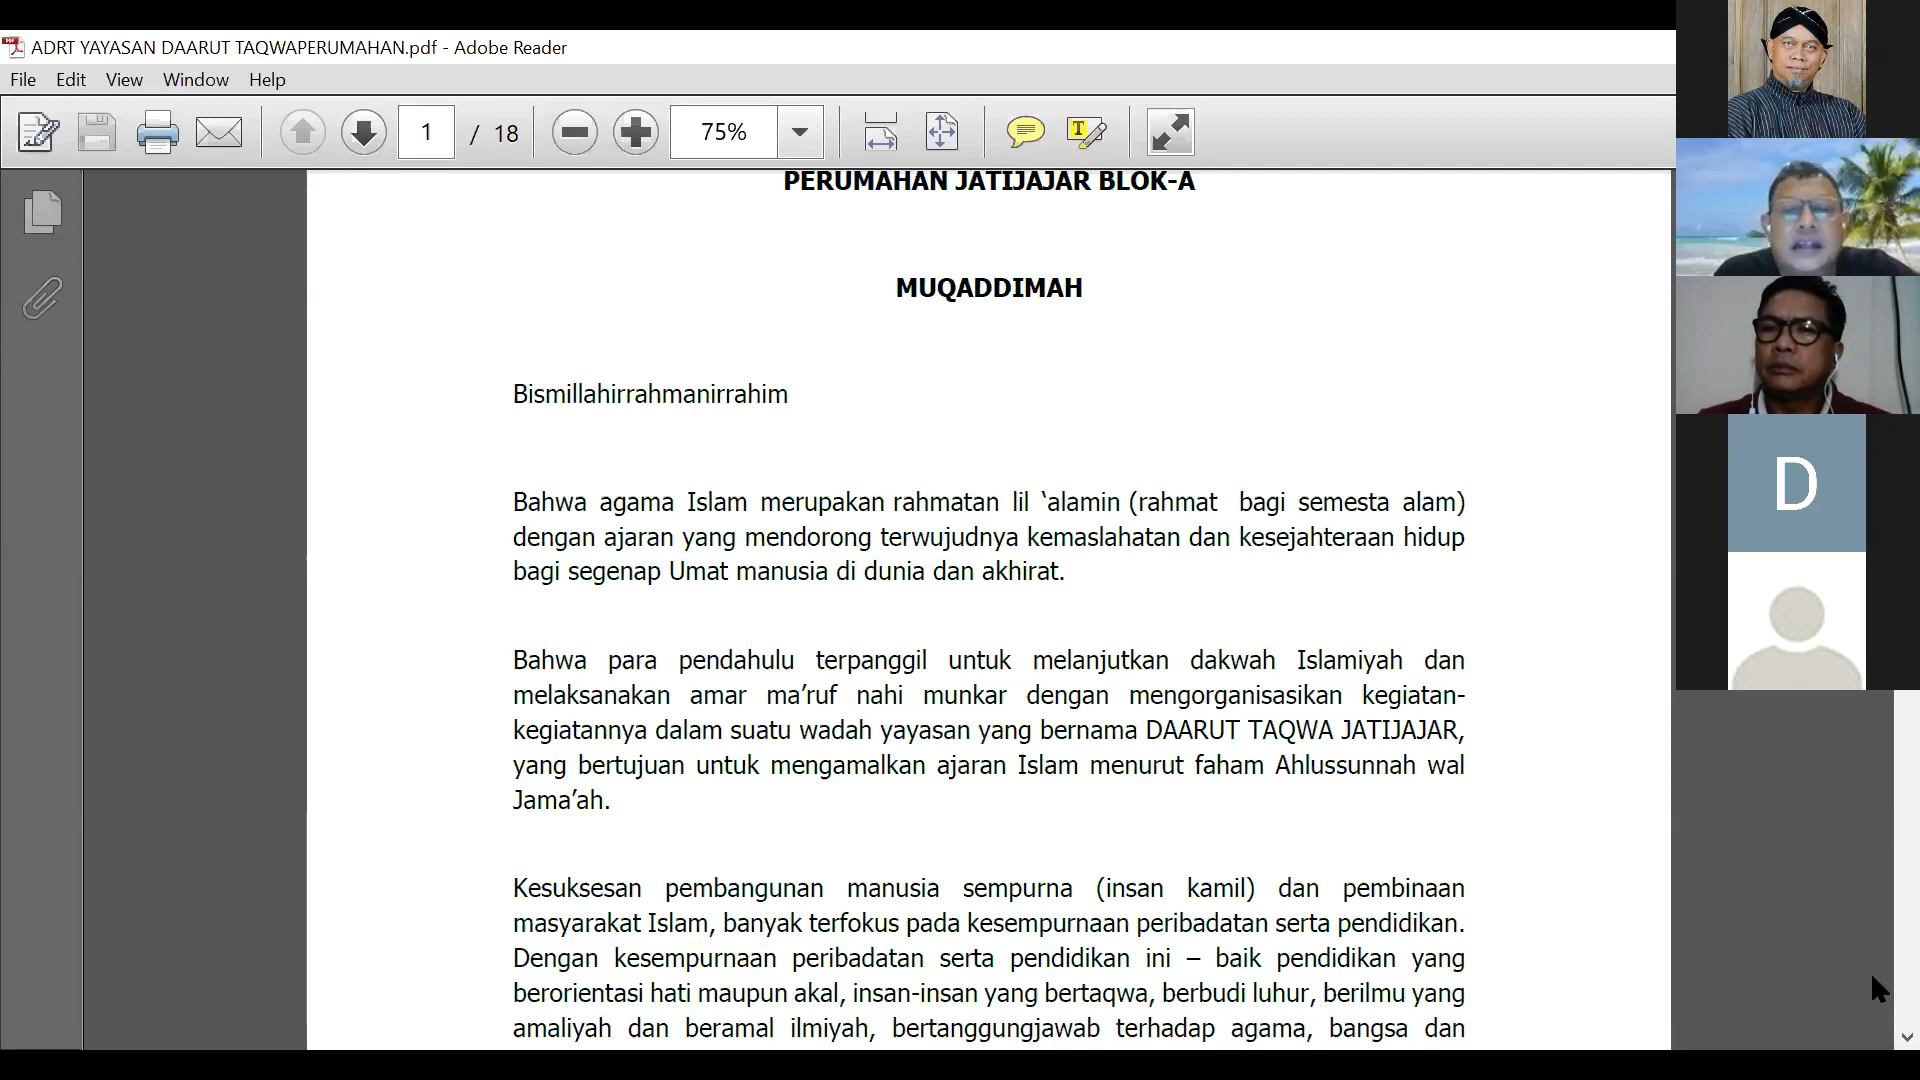 ADRT YAYASAN DAARUT TAQWAPERUMAHAN.pdf - Adobe Reader
File Edit View Window Help
1 / 18 75%
PERUMAHAN JATIJAJAR BLOK-A
MUQADDIMAH
Bismillahirrahmanirrahim
Bahwa agama Islam merupakan rahmatan lil ‘alamin (rahmat bagi semesta alam)
dengan ajaran yang mendorong terwujudnya kemaslahatan dan kesejahteraan hidup
bagi segenap Umat manusia di dunia dan akhirat.
Bahwa para pendahulu terpanggil untuk melanjutkan dakwah Islamiyah dan
melaksanakan amar ma’ruf nahi munkar dengan mengorganisasikan kegiatan-
kegiatannya dalam suatu wadah yayasan yang bernama DAARUT TAQWA JATIJAJAR,
yang bertujuan untuk mengamalkan ajaran Islam menurut faham Ahlussunnah wal
Jama’ah.
Kesuksesan pembangunan manusia sempurna (insan kamil) dan pembinaan
masyarakat Islam, banyak terfokus pada kesempurnaan peribadatan serta pendidikan.
Dengan kesempurnaan peribadatan serta pendidikan ini – baik pendidikan yang
berorientasi hati maupun akal, insan-insan yang bertaqwa, berbudi luhur, berilmu yang
amaliyah dan beramal ilmiyah, bertanggungjawab terhadap agama, bangsa dan
D